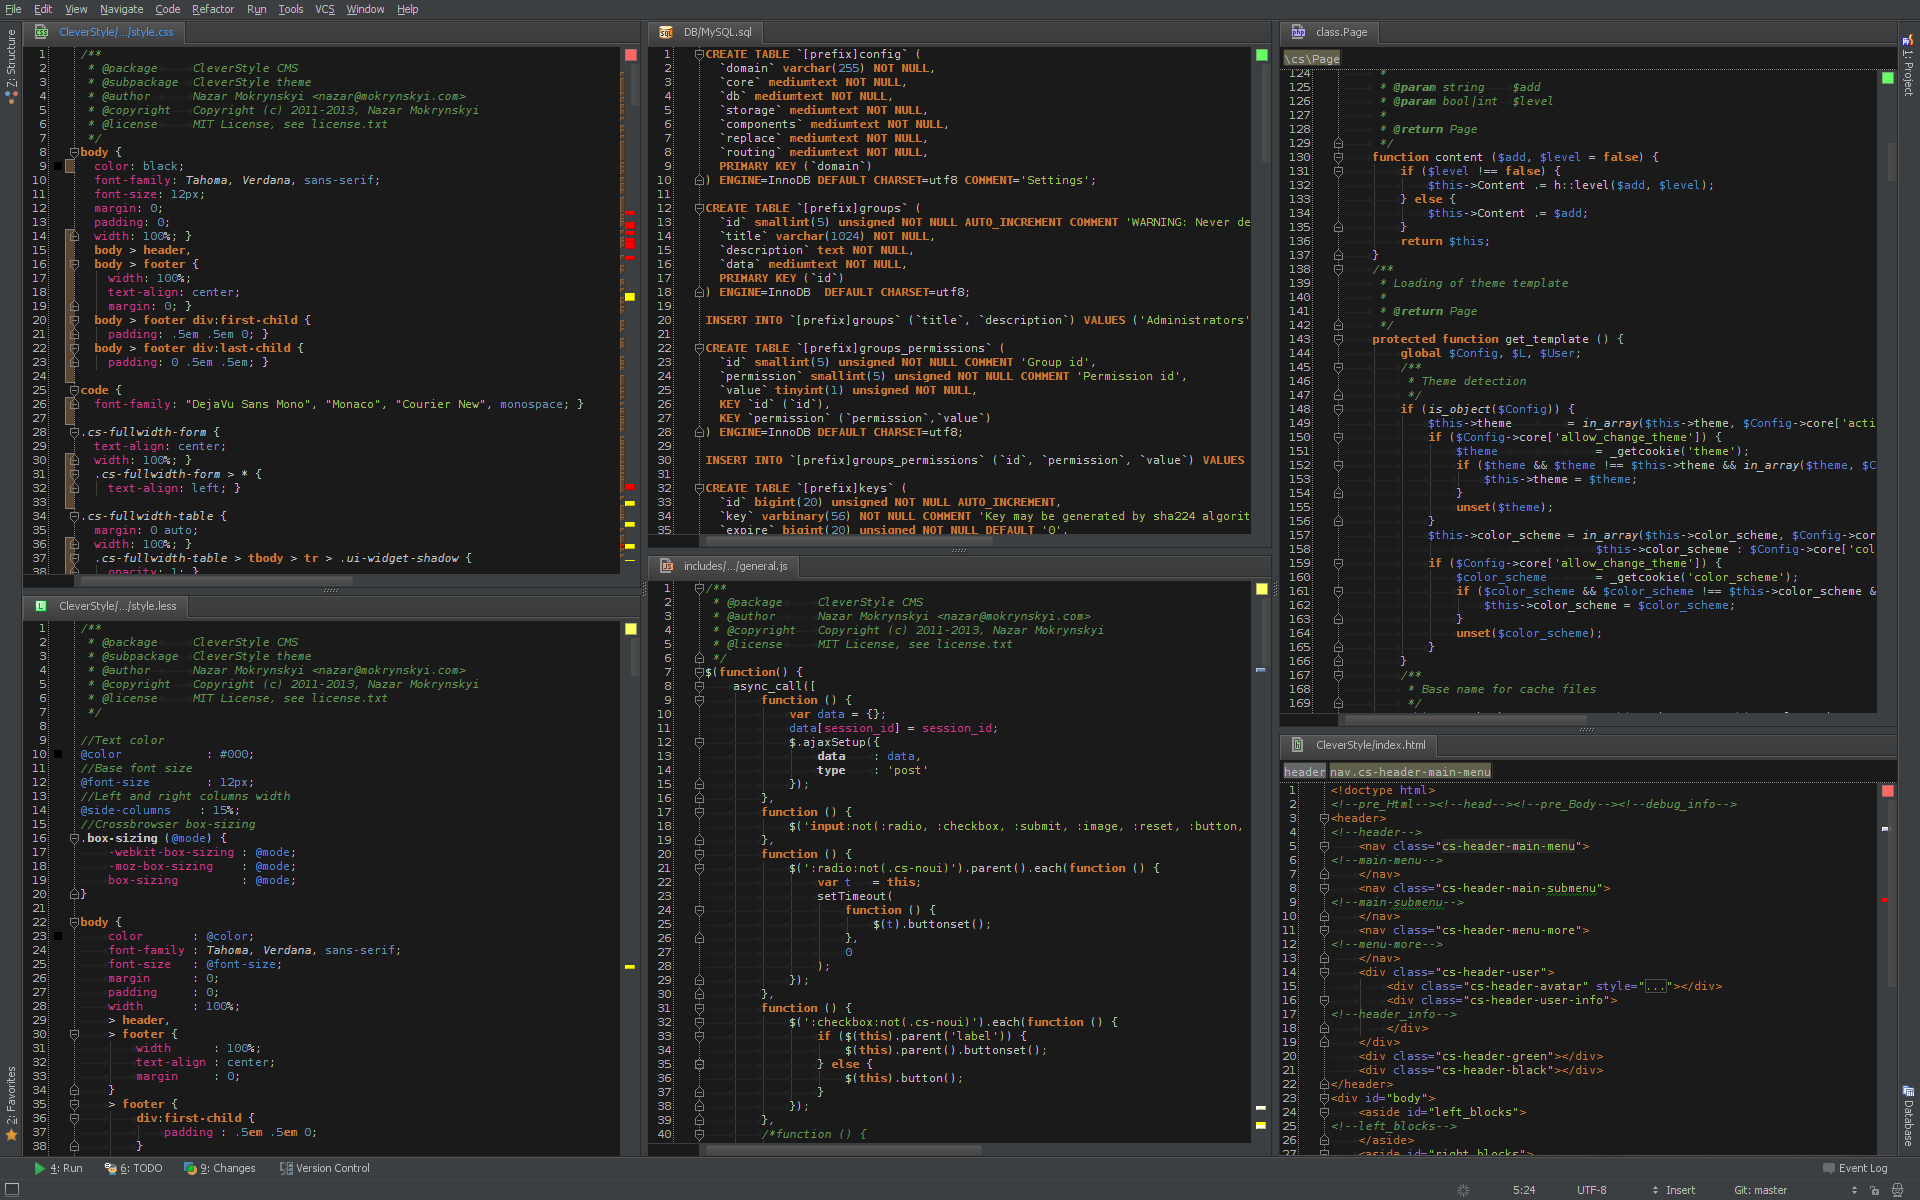 File Edit View Navigate Code Refactor Run Tools VCS Window Help
Z: Structure
2: Favorites
CleverStyle/.../style.css
1 /**
2 * @package CleverStyle CMS
3 * @subpackage CleverStyle theme
4 * @author Nazar Mokrynskyi <nazar@mokrynskyi.com>
5 * @copyright Copyright (c) 2011-2013, Nazar Mokrynskyi
6 * @license MIT License, see license.txt
7 */
8 body {
9 color: black;
10 font-family: Tahoma, Verdana, sans-serif;
11 font-size: 12px;
12 margin: 0;
13 padding: 0;
14 width: 100%; }
15 body > header,
16 body > footer {
17 width: 100%;
18 text-align: center;
19 margin: 0; }
20 body > footer div:first-child {
21 padding: .5em .5em 0; }
22 body > footer div:last-child {
23 padding: 0 .5em .5em; }
24
25 code {
26 font-family: "DejaVu Sans Mono", "Monaco", "Courier New", monospace; }
27
28 .cs-fullwidth-form {
29 text-align: center;
30 width: 100%; }
31 .cs-fullwidth-form > * {
32 text-align: left; }
33
34 .cs-fullwidth-table {
35 margin: 0 auto;
36 width: 100%; }
37 .cs-fullwidth-table > tbody > tr > .ui-widget-shadow {
38 opacity: 1; }
CleverStyle/.../style.less
1 /**
2 * @package CleverStyle CMS
3 * @subpackage CleverStyle theme
4 * @author Nazar Mokrynskyi <nazar@mokrynskyi.com>
5 * @copyright Copyright (c) 2011-2013, Nazar Mokrynskyi
6 * @license MIT License, see license.txt
7 */
8
9 //Text color
10 @color : #000;
11 //Base font size
12 @font-size : 12px;
13 //Left and right columns width
14 @side-columns : 15%;
15 //Crossbrowser box-sizing
16 .box-sizing (@mode) {
17 -webkit-box-sizing : @mode;
18 -moz-box-sizing : @mode;
19 box-sizing : @mode;
20 }
21
22 body {
23 color : @color;
24 font-family : Tahoma, Verdana, sans-serif;
25 font-size : @font-size;
26 margin : 0;
27 padding : 0;
28 width : 100%;
29 > header,
30 > footer {
31 width : 100%;
32 text-align : center;
33 margin : 0;
34 }
35 > footer {
36 div:first-child {
37 padding : .5em .5em 0;
38 }
DB/MySQL.sql
1 CREATE TABLE `[prefix]config` (
2 `domain` varchar(255) NOT NULL,
3 `core` mediumtext NOT NULL,
4 `db` mediumtext NOT NULL,
5 `storage` mediumtext NOT NULL,
6 `components` mediumtext NOT NULL,
7 `replace` mediumtext NOT NULL,
8 `routing` mediumtext NOT NULL,
9 PRIMARY KEY (`domain`)
10 ) ENGINE=InnoDB DEFAULT CHARSET=utf8 COMMENT='Settings';
11
12 CREATE TABLE `[prefix]groups` (
13 `id` smallint(5) unsigned NOT NULL AUTO_INCREMENT COMMENT 'WARNING: Never de
14 `title` varchar(1024) NOT NULL,
15 `description` text NOT NULL,
16 `data` mediumtext NOT NULL,
17 PRIMARY KEY (`id`)
18 ) ENGINE=InnoDB DEFAULT CHARSET=utf8;
19
20 INSERT INTO `[prefix]groups` (`title`, `description`) VALUES ('Administrators'
21
22 CREATE TABLE `[prefix]groups_permissions` (
23 `id` smallint(5) unsigned NOT NULL COMMENT 'Group id',
24 `permission` smallint(5) unsigned NOT NULL COMMENT 'Permission id',
25 `value` tinyint(1) unsigned NOT NULL,
26 KEY `id` (`id`),
27 KEY `permission` (`permission`,`value`)
28 ) ENGINE=InnoDB DEFAULT CHARSET=utf8;
29
30 INSERT INTO `[prefix]groups_permissions` (`id`, `permission`, `value`) VALUES
31
32 CREATE TABLE `[prefix]keys` (
33 `id` bigint(20) unsigned NOT NULL AUTO_INCREMENT,
34 `key` varbinary(56) NOT NULL COMMENT 'Key may be generated by sha224 algorit
35 `expire` bigint(20) unsigned NOT NULL DEFAULT '0',
includes/.../general.js
1 /**
2 * @package CleverStyle CMS
3 * @author Nazar Mokrynskyi <nazar@mokrynskyi.com>
4 * @copyright Copyright (c) 2011-2013, Nazar Mokrynskyi
5 * @license MIT License, see license.txt
6 */
7 $(function() {
8 async_call([
9 function () {
10 var data = {};
11 data[session_id] = session_id;
12 $.ajaxSetup({
13 data : data,
14 type : 'post'
15 });
16 },
17 function () {
18 $('input:not(:radio, :checkbox, :submit, :image, :reset, :button,
19 },
20 function () {
21 $(':radio:not(.cs-noui)').parent().each(function () {
22 var t = this;
23 setTimeout(
24 function () {
25 $(t).buttonset();
26 },
27 0
28 );
29 });
30 },
31 function () {
32 $(':checkbox:not(.cs-noui)').each(function () {
33 if ($(this).parent('label')) {
34 $(this).parent().buttonset();
35 } else {
36 $(this).button();
37 }
38 });
39 },
40 /*function () {
class.Page
\cs\Page
124 *
125 * @param string $add
126 * @param bool|int $level
127 *
128 * @return Page
129 */
130 function content ($add, $level = false) {
131 if ($level !== false) {
132 $this->Content .= h::level($add, $level);
133 } else {
134 $this->Content .= $add;
135 }
136 return $this;
137 }
138 /**
139 * Loading of theme template
140 *
141 * @return Page
142 */
143 protected function get_template () {
144 global $Config, $L, $User;
145 /**
146 * Theme detection
147 */
148 if (is_object($Config)) {
149 $this->theme = in_array($this->theme, $Config->core['acti
150 if ($Config->core['allow_change_theme']) {
151 $theme = _getcookie('theme');
152 if ($theme && $theme !== $this->theme && in_array($theme, $C
153 $this->theme = $theme;
154 }
155 unset($theme);
156 }
157 $this->color_scheme = in_array($this->color_scheme, $Config->cor
158 $this->color_scheme : $Config->core['col
159 if ($Config->core['allow_change_theme']) {
160 $color_scheme = _getcookie('color_scheme');
161 if ($color_scheme && $color_scheme !== $this->color_scheme &
162 $this->color_scheme = $color_scheme;
163 }
164 unset($color_scheme);
165 }
166 }
167 /**
168 * Base name for cache files
169 */
CleverStyle/index.html
header nav.cs-header-main-menu
1 <!doctype html>
2 <!--pre_Html--><!--head--><!--pre_Body--><!--debug_info-->
3 <header>
4 <!--header-->
5 <nav class="cs-header-main-menu">
6 <!--main-menu-->
7 </nav>
8 <nav class="cs-header-main-submenu">
9 <!--main-submenu-->
10 </nav>
11 <nav class="cs-header-menu-more">
12 <!--menu-more-->
13 </nav>
14 <div class="cs-header-user">
15 <div class="cs-header-avatar" style="..."></div>
16 <div class="cs-header-user-info">
17 <!--header_info-->
18 </div>
19 </div>
20 <div class="cs-header-green"></div>
21 <div class="cs-header-black"></div>
22 </header>
23 <div id="body">
24 <aside id="left_blocks">
25 <!--left_blocks-->
26 </aside>
27 <aside id="right_blocks">
1: Project
Database
4: Run 6: TODO 9: Changes Version Control Event Log
5:24 UTF-8 Insert Git: master